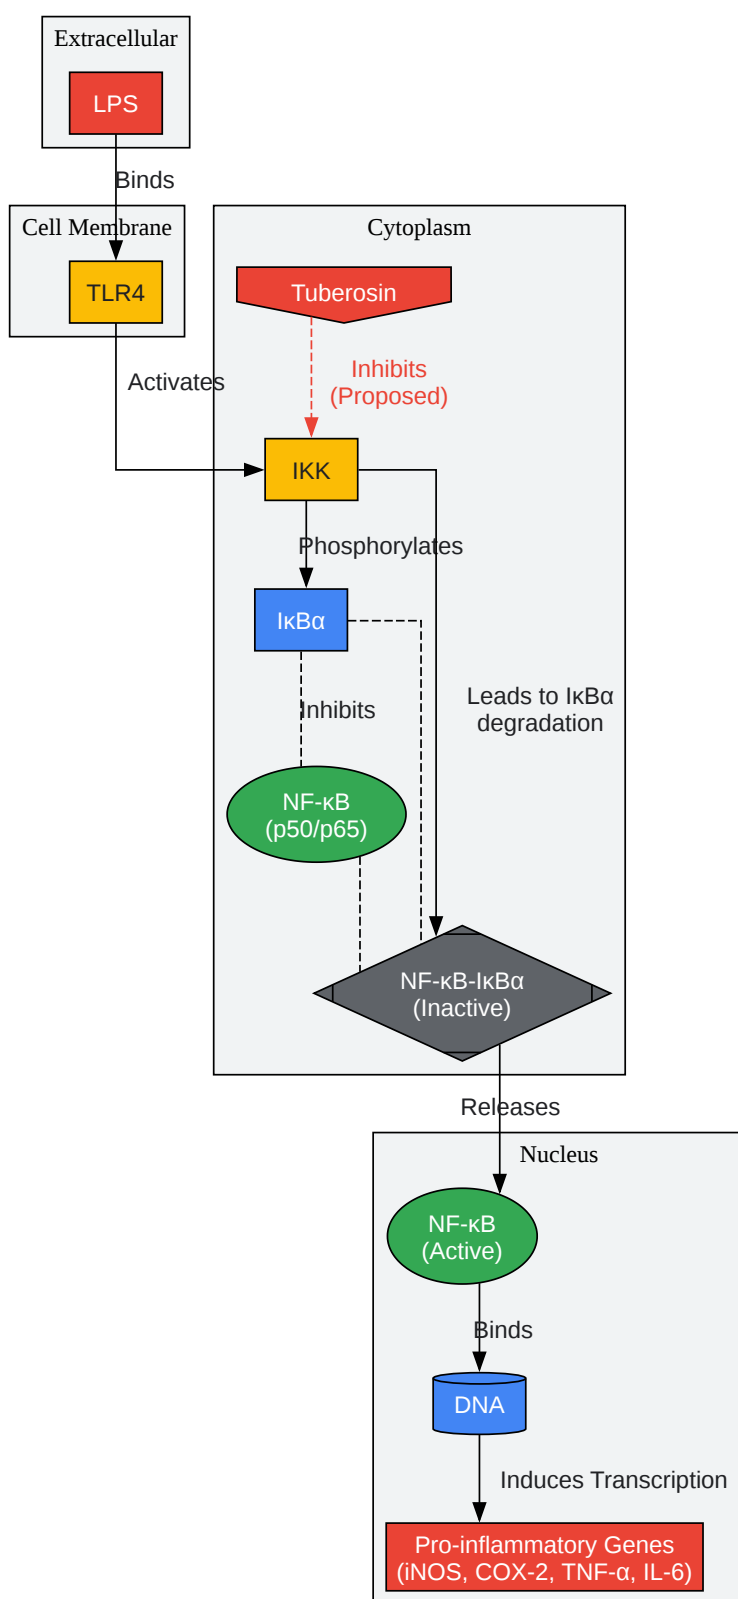 Extracellular
LPS
Binds
Cell Membrane
TLR4
Activates
Cytoplasm
Tuberosin
Inhibits
(Proposed)
IKK
Phosphorylates
IκBα
Inhibits
Leads to IκBα
degradation
NF-κB
(p50/p65)
NF-κB-IκBα
(Inactive)
Releases
Nucleus
NF-κB
(Active)
Binds
DNA
Induces Transcription
Pro-inflammatory Genes
(iNOS, COX-2, TNF-α, IL-6)